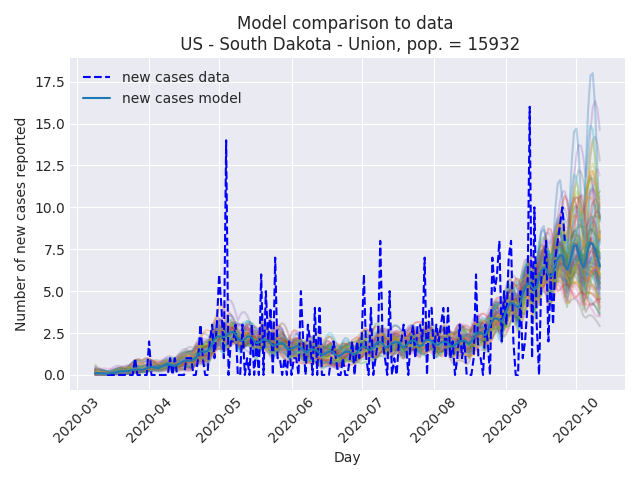 Model comparison to data
US - South Dakota - Union, pop. = 15932
new cases data
new cases model
Number of new cases reported
17.5
15.0
12.5
10.0
7.5
5.0
2.5
0.0
2020-03
2020-04
2020-05
2020-06
2020-07
2020-08
2020-09
2020-10
Day